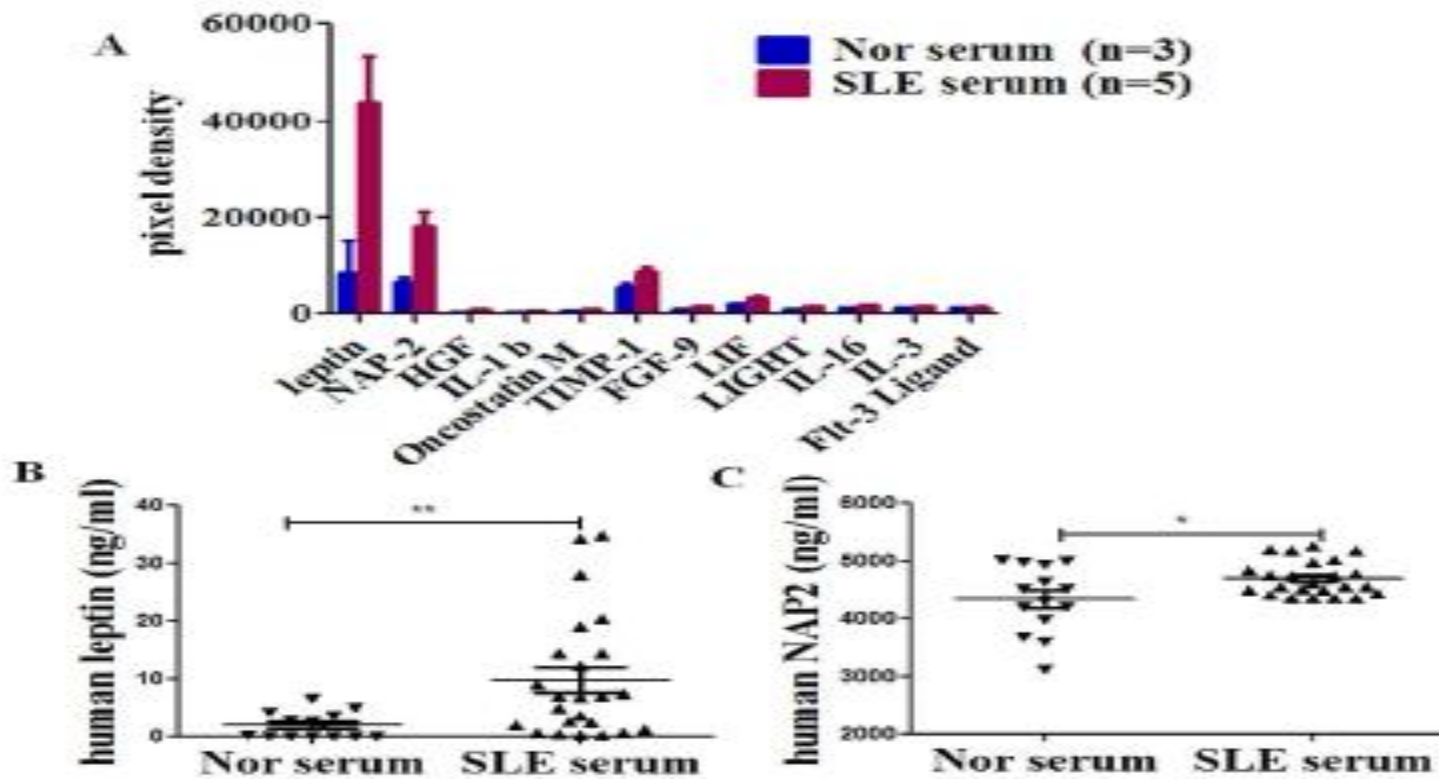 A
60000
40000
20000
0
pixel density
Nor serum (n=3)
SLE serum (n=5)
leptin
NAP-2
HGF
IL-1 b
Oncostatin M
TIMP-1
FGF-9
LIF
LIGHT
IL-16
IL-3
Flt-3 Ligand
B
40
30
20
10
0
human leptin (ng/ml)
**
Nor serum
SLE serum
C
6000
5000
4000
3000
2000
human NAP2 (ng/ml)
*
Nor serum
SLE serum